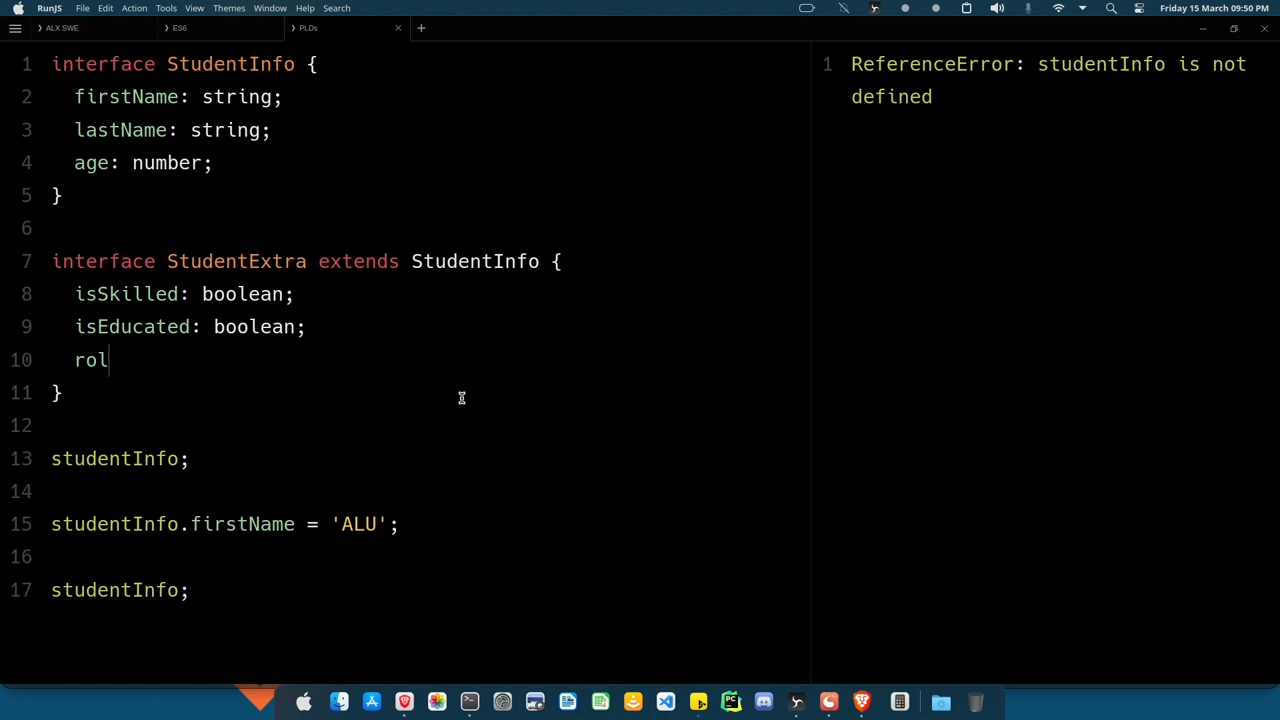 RunJS File Edit Action Tools View Themes Window Help Search Friday 15 March 09:50 PM
ALX SWE ES6 PLDs
1 interface StudentInfo {
2 firstName: string;
3 lastName: string;
4 age: number;
5 }
6
7 interface StudentExtra extends StudentInfo {
8 isSkilled: boolean;
9 isEducated: boolean;
10 rol
11 }
12
13 studentInfo;
14
15 studentInfo.firstName = 'ALU';
16
17 studentInfo;
1 ReferenceError: studentInfo is not
defined
PC